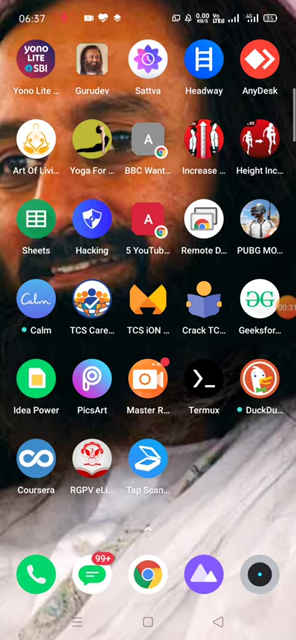 06:37
0.00 KB/S
Vo LTE
4G
55
yono LITE SBI
Yono Lite ...
Gurudev
Sattva
Headway
AnyDesk
A
Art Of Livi...
Yoga For ...
BBC Want...
Increase ...
Height Inc...
A
Sheets
Hacking
5 YouTub...
Remote D...
PUBG MO...
Calm
00:31
Calm
TCS Care...
TCS iON ...
Crack TC...
Geeksfor...
Idea Power
PicsArt
Master R...
Termux
DuckDu...
Coursera
RGPV eLi...
Tap Scan...
99+